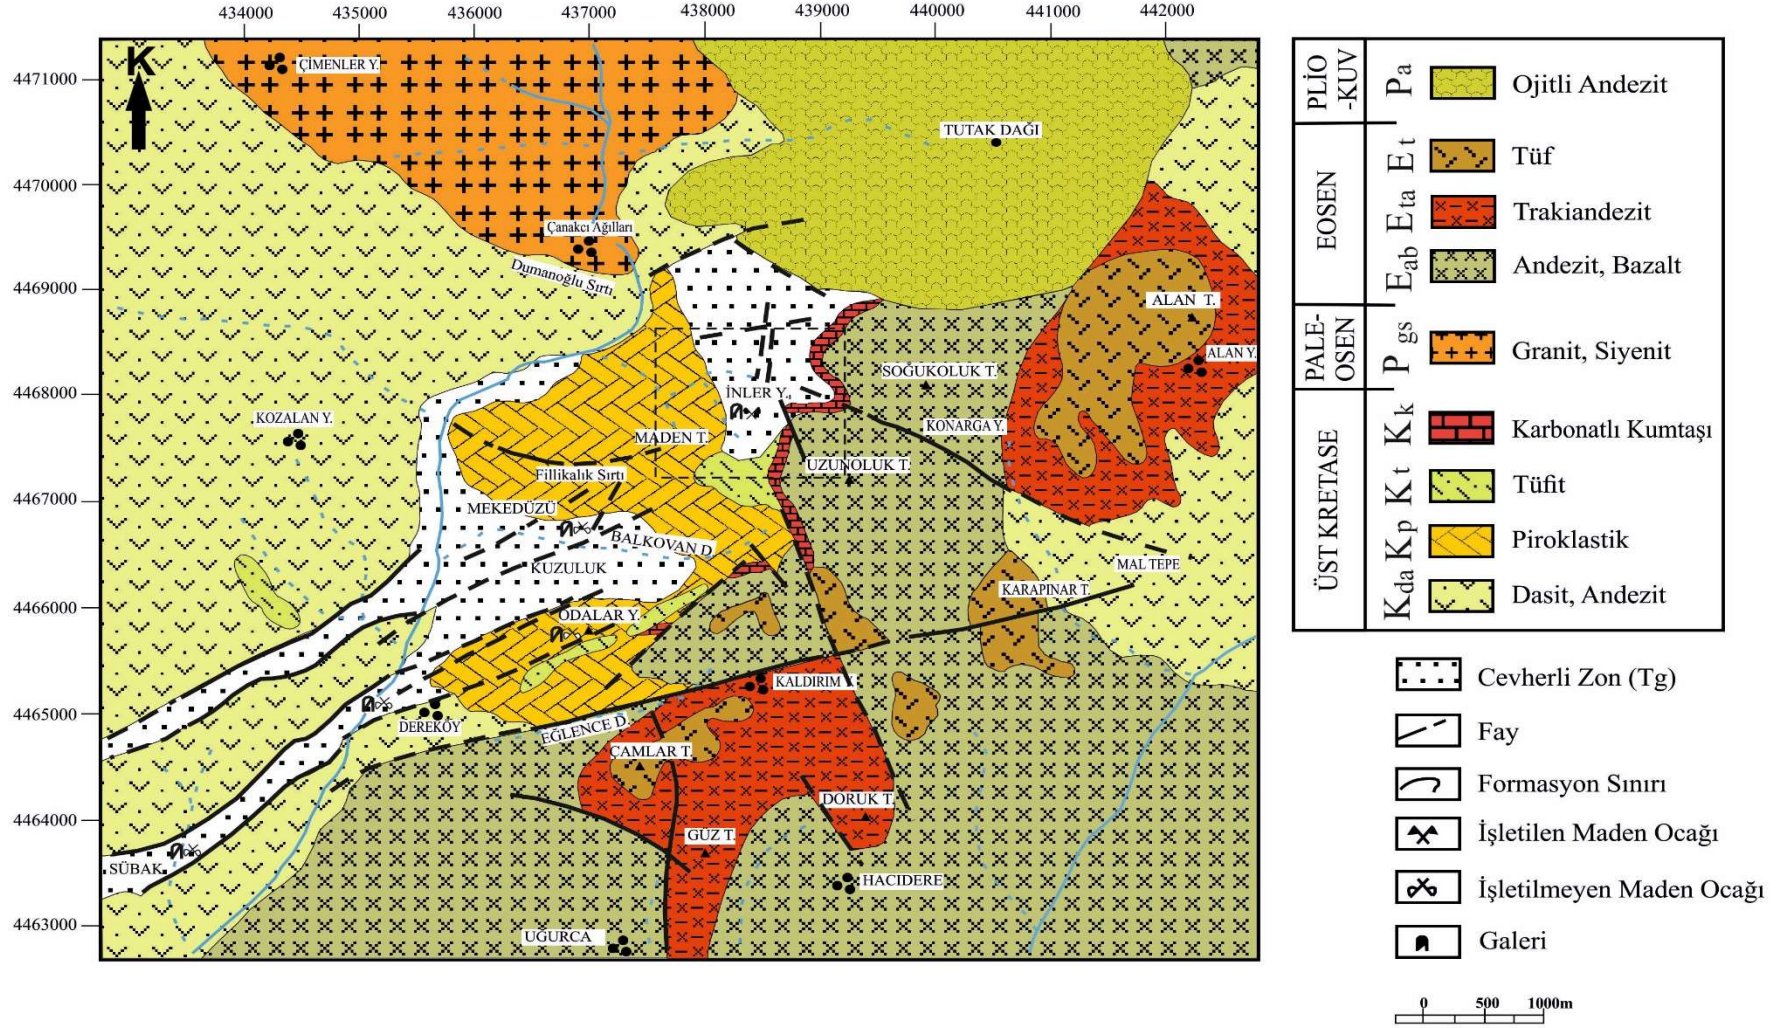 434000 435000 436000 437000 438000 439000 440000 441000 442000
4471000
4470000
4469000
4468000
4467000
4466000
4465000
4464000
4463000
K
ÇİMENLER Y.
TUTAK DAĞI
Çanakcı Ağılları
Dumanoğlu Sırtı
ALAN T.
ALAN Y.
SOĞUKOLUK T.
İNLER Y.
KOZALAN Y.
KONARGA Y.
MADEN T.
UZUNOLUK T.
Fillikalık Sırtı
MEKEDÜZÜ
BALKOVAN D
KUZULUK
MAL TEPE
KARAPINAR T.
ODALAR Y.
KALDIRIM Y.
DEREKÖY
EĞLENCE D.
ÇAMLAR T.
DORUK T.
GÜZ T.
SÜBAK
HACIDERE
UĞURCA
PLİO
-KUV
EOSEN
PALE-
OSEN
ÜST KRETASE
Pa Ojitli Andezit
Et Tüf
Eta Trakiandezit
Eab Andezit, Bazalt
Pgs Granit, Siyenit
Kk Karbonatlı Kumtaşı
Kt Tüfit
Kp Piroklastik
Kda Dasit, Andezit
Cevherli Zon (Tg)
Fay
Formasyon Sınırı
İşletilen Maden Ocağı
İşletilmeyen Maden Ocağı
Galeri
0 500 1000m